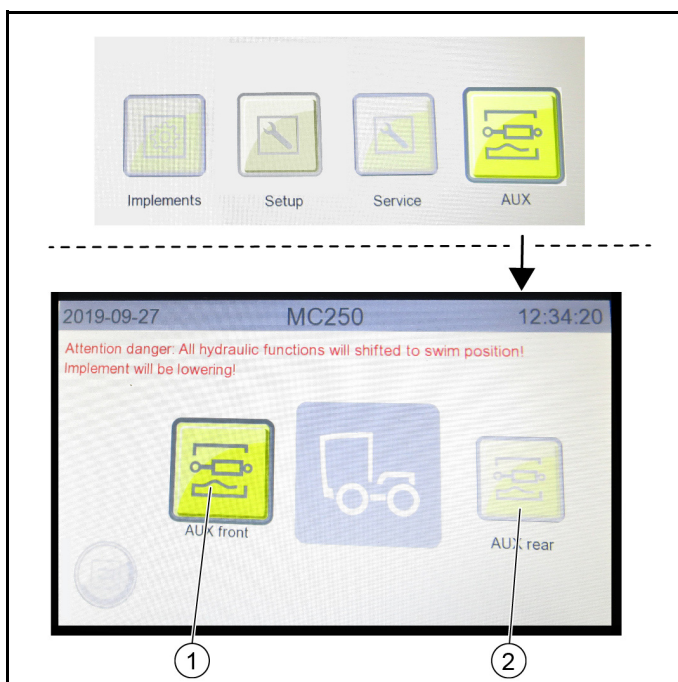 Implements
Setup
Service
AUX
2019-09-27 MC250 12:34:20
Attention danger: All hydraulic functions will shifted to swim position!
Implement will be lowering!
AUX front
AUX rear
1
2